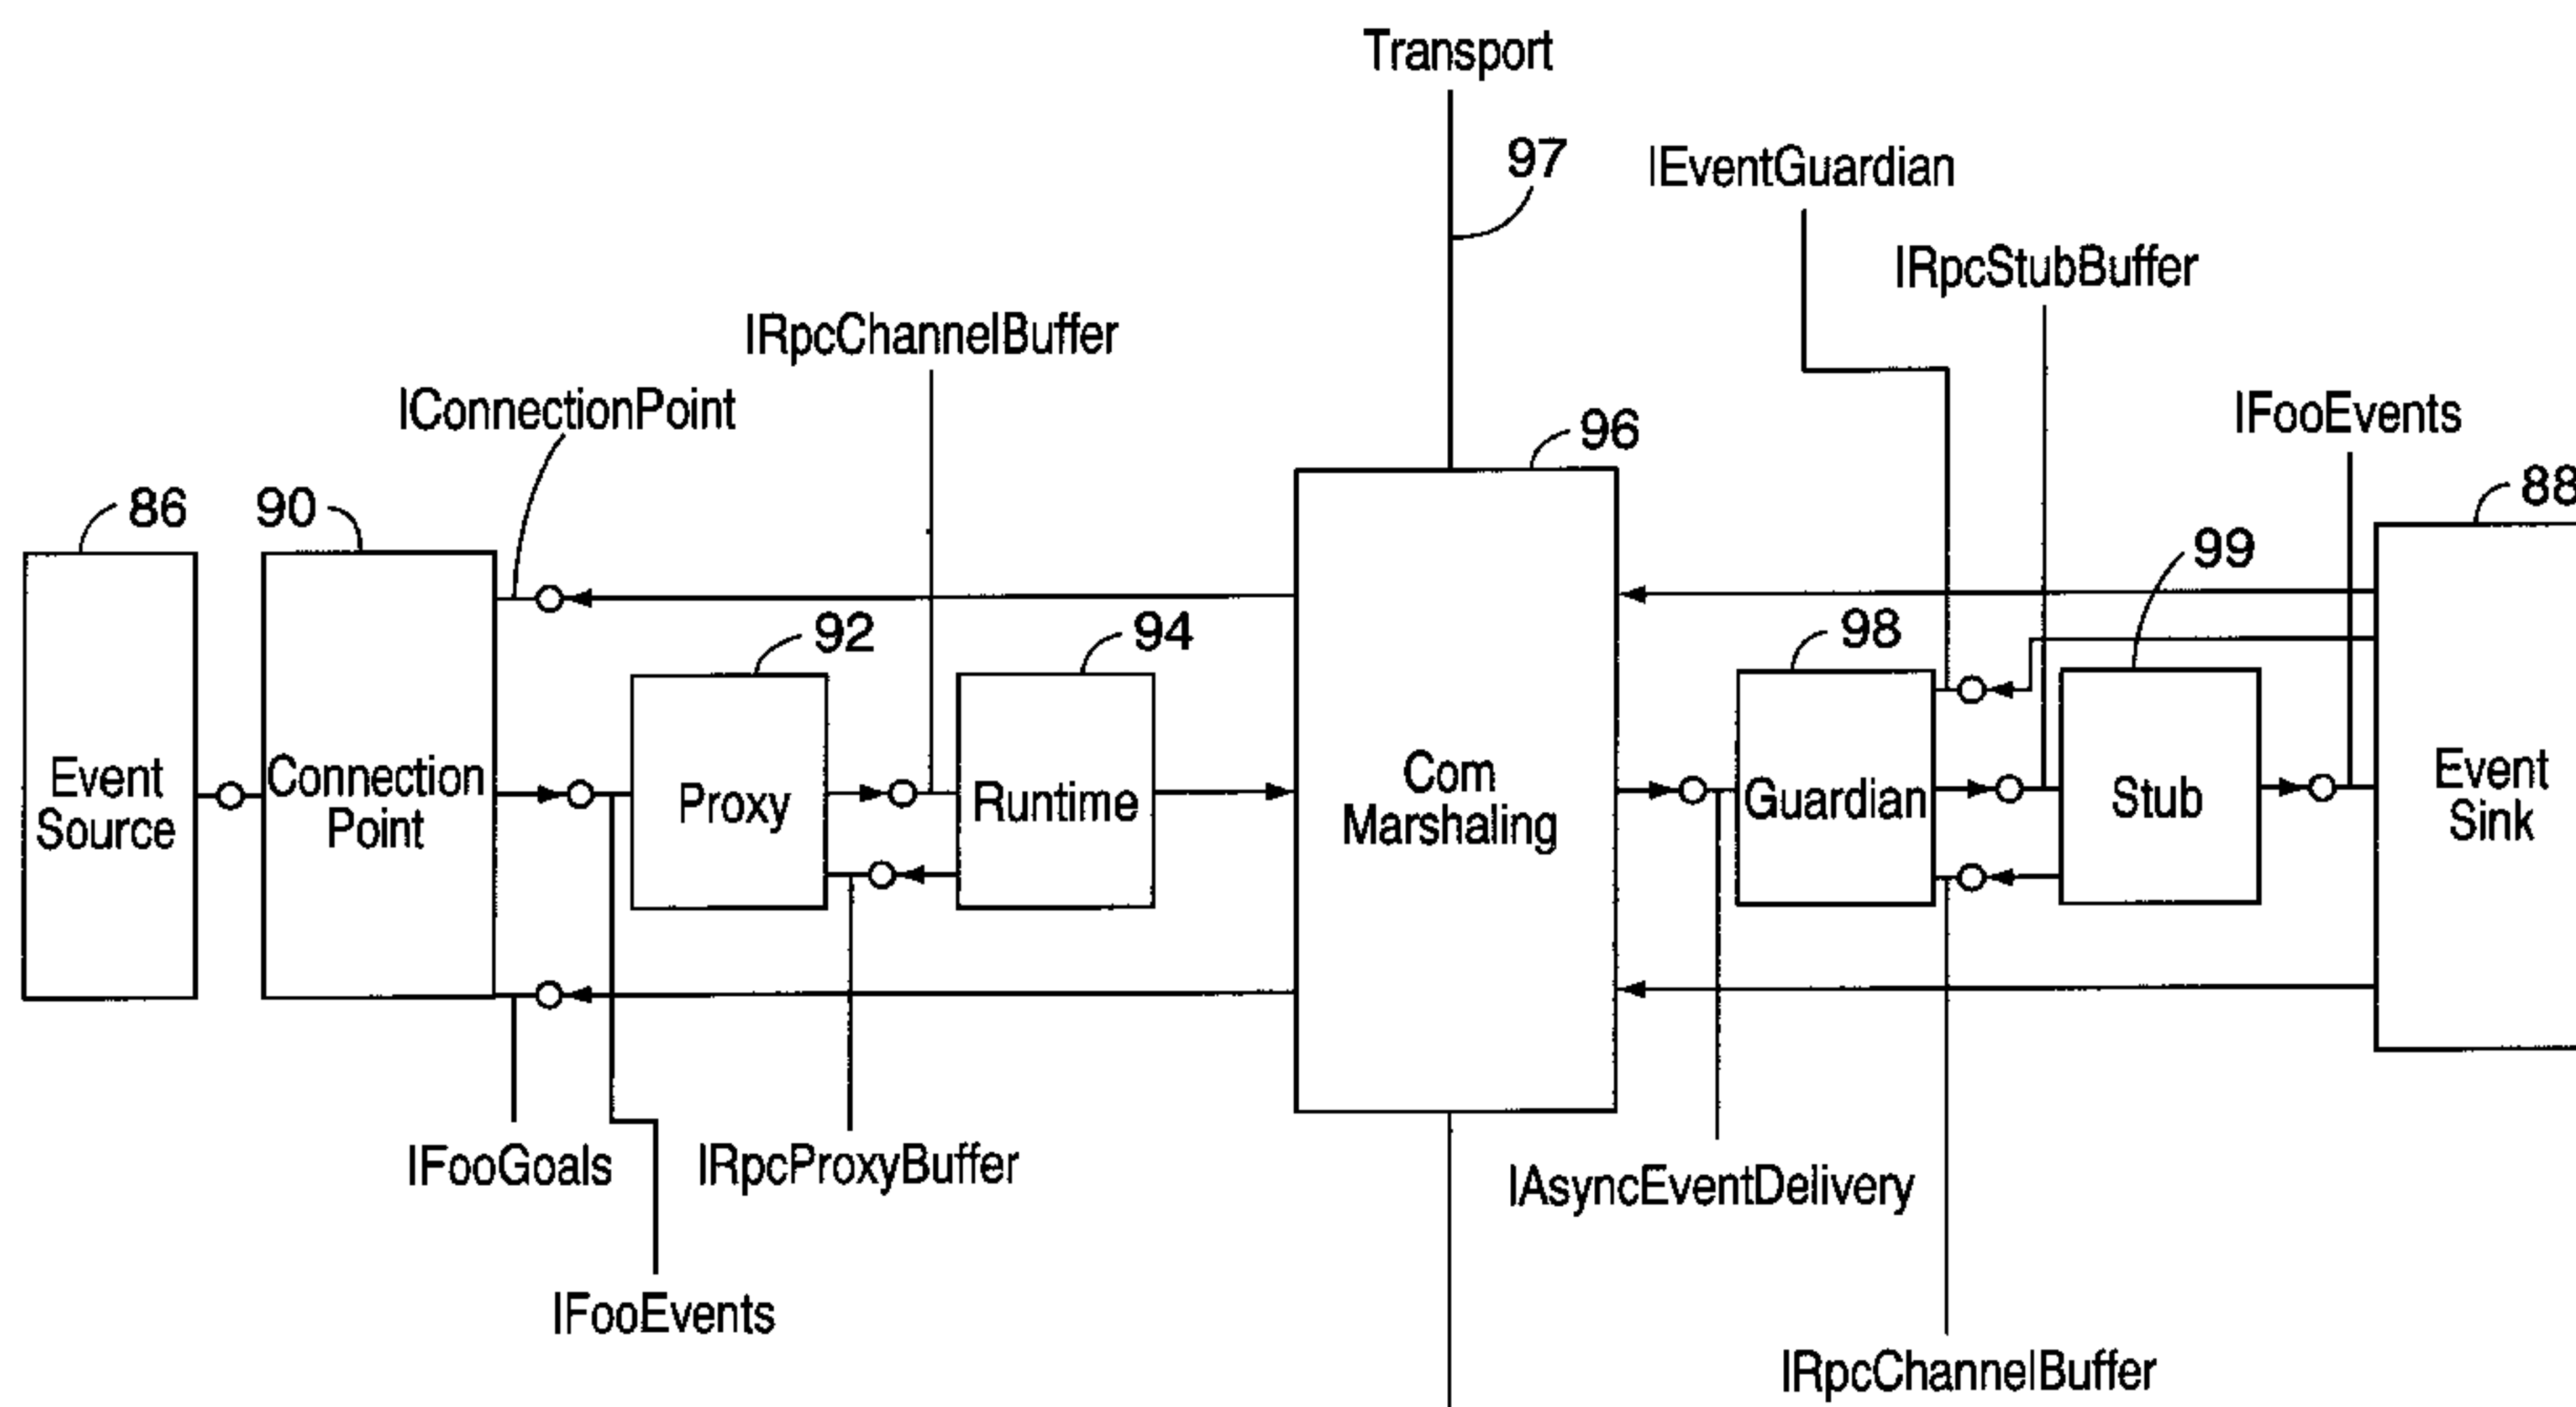 Transport
97
IEventGuardian
IRpcStubBuffer
IRpcChannelBuffer
IConnectionPoint
IFooEvents
96
86
90
88
99
92
94
98
Event
Source
Connection
Point
Proxy
Runtime
Com
Marshaling
Guardian
Stub
Event
Sink
IFooGoals
IRpcProxyBuffer
IAsyncEventDelivery
IFooEvents
IRpcChannelBuffer